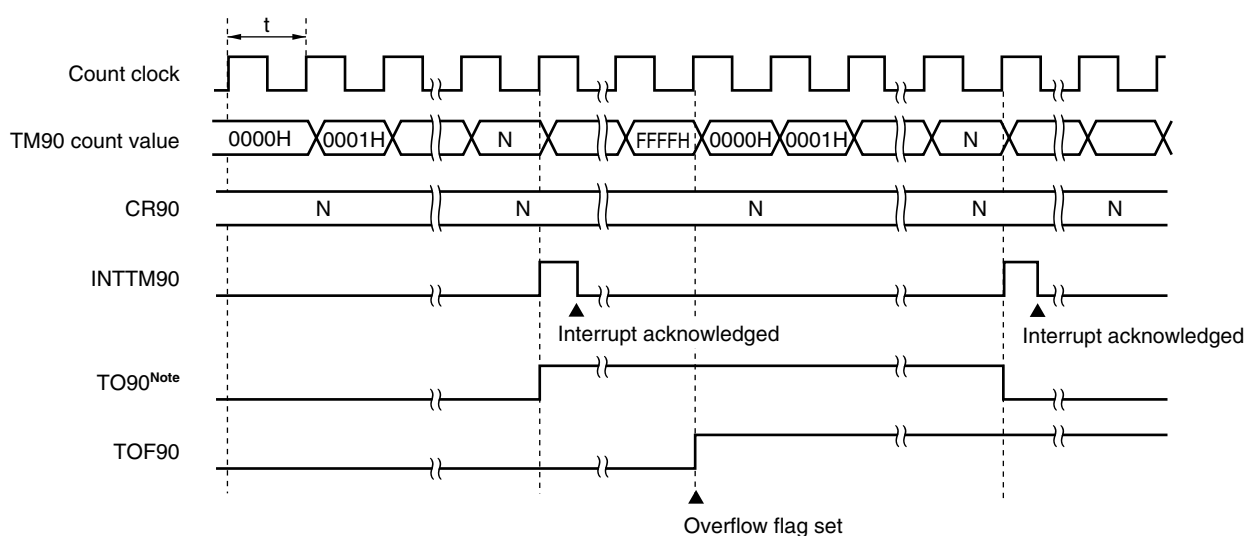 t
Count clock
TM90 count value 0000H 0001H N FFFFH 0000H 0001H N
CR90 N N N N N
INTTM90
Interrupt acknowledged Interrupt acknowledged
TO90Note
TOF90
Overflow flag set